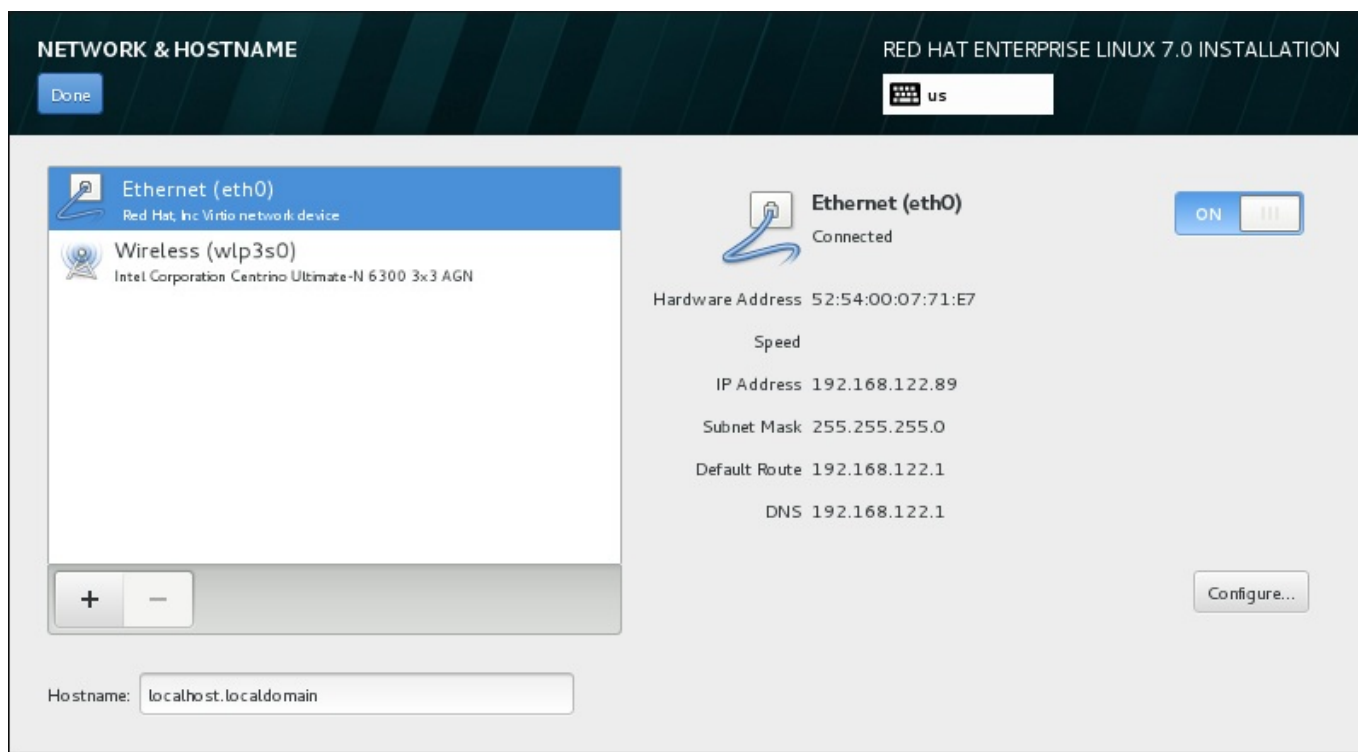 NETWORK & HOSTNAME
RED HAT ENTERPRISE LINUX 7.0 INSTALLATION
Done
us
Ethernet (eth0)
Red Hat, Inc Virtio network device
Wireless (wlp3s0)
Intel Corporation Centrino Ultimate-N 6300 3x3 AGN
Ethernet (eth0)
Connected
ON
Hardware Address 52:54:00:07:71:E7
Speed
IP Address 192.168.122.89
Subnet Mask 255.255.255.0
Default Route 192.168.122.1
DNS 192.168.122.1
+ −
Configure...
Hostname: localhost.localdomain